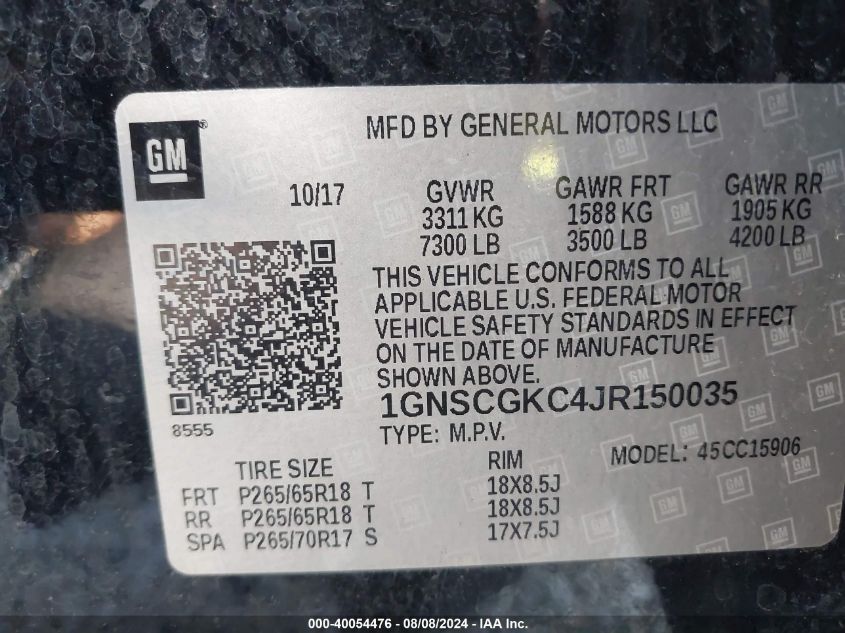 GM®
MFD BY GENERAL MOTORS LLC
10/17 GVWR GAWR FRT GAWR RR
3311 KG 1588 KG 1905 KG
7300 LB 3500 LB 4200 LB
THIS VEHICLE CONFORMS TO ALL
APPLICABLE U.S. FEDERAL MOTOR
VEHICLE SAFETY STANDARDS IN EFFECT
ON THE DATE OF MANUFACTURE
SHOWN ABOVE.
1GNSCGKC4JR150035
8555
TYPE: M.P.V.
MODEL: 45CC15906
TIRE SIZE RIM
FRT P265/65R18 T 18X8.5J
RR P265/65R18 T 18X8.5J
SPA P265/70R17 S 17X7.5J
000-40054476 - 08/08/2024 - IAA Inc.